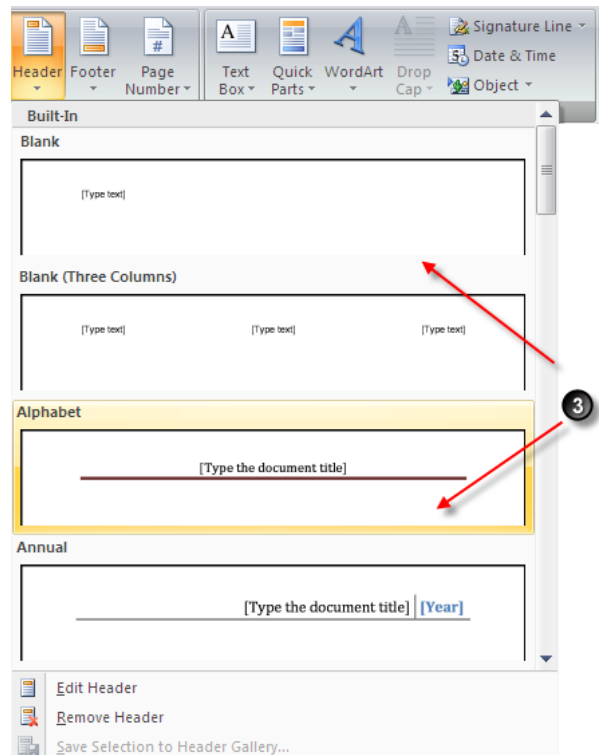 Header Footer Page Number
Text Box Quick Parts WordArt Drop Cap
Signature Line
Date & Time
Object
Built-In
Blank
[Type text]
Blank (Three Columns)
[Type text] [Type text] [Type text]
3
Alphabet
[Type the document title]
Annual
[Type the document title] [Year]
Edit Header
Remove Header
Save Selection to Header Gallery...